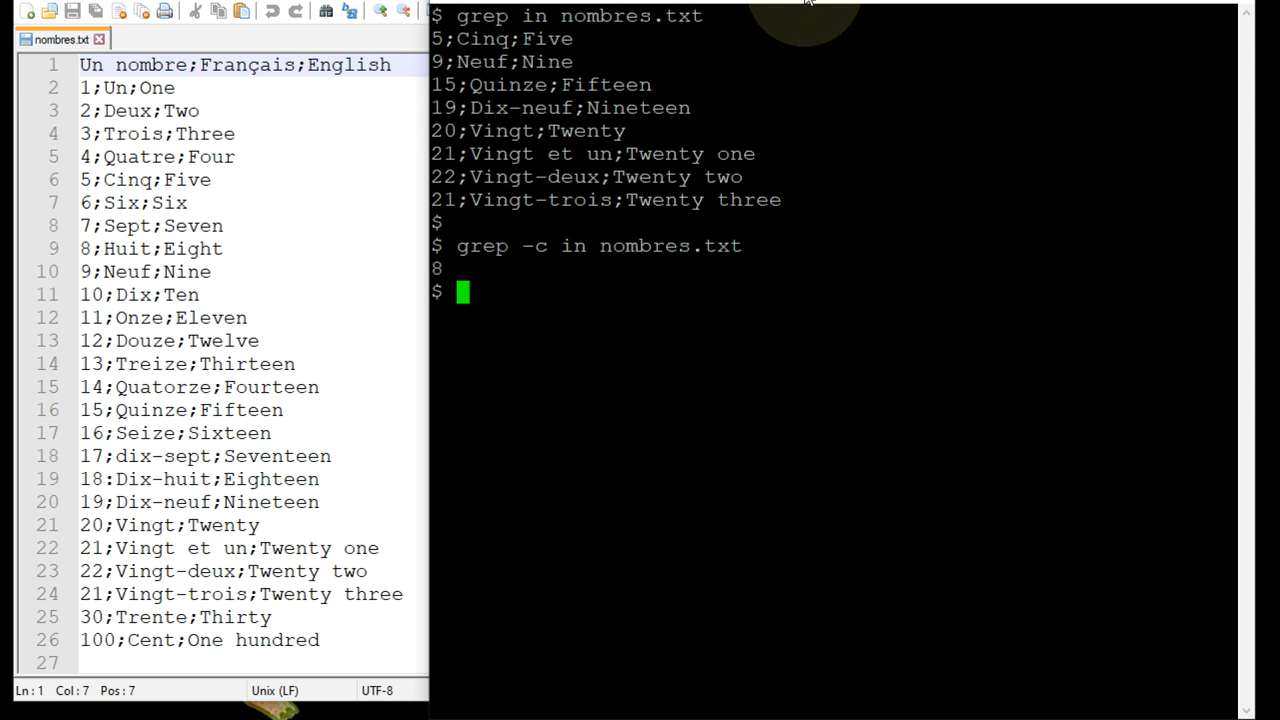 nombres.txt
1 Un nombre;Français;English
2 1;Un;One
3 2;Deux;Two
4 3;Trois;Three
5 4;Quatre;Four
6 5;Cinq;Five
7 6;Six;Six
8 7;Sept;Seven
9 8;Huit;Eight
10 9;Neuf;Nine
11 10;Dix;Ten
12 11;Onze;Eleven
13 12;Douze;Twelve
14 13;Treize;Thirteen
15 14;Quatorze;Fourteen
16 15;Quinze;Fifteen
17 16;Seize;Sixteen
18 17;dix-sept;Seventeen
19 18:Dix-huit;Eighteen
20 19;Dix-neuf;Nineteen
21 20;Vingt;Twenty
22 21;Vingt et un;Twenty one
23 22;Vingt-deux;Twenty two
24 21;Vingt-trois;Twenty three
25 30;Trente;Thirty
26 100;Cent;One hundred
27
Ln:1 Col:7 Pos:7 Unix (LF) UTF-8
$ grep in nombres.txt
5;Cinq;Five
9;Neuf;Nine
15;Quinze;Fifteen
19;Dix-neuf;Nineteen
20;Vingt;Twenty
21;Vingt et un;Twenty one
22;Vingt-deux;Twenty two
21;Vingt-trois;Twenty three
$
$ grep -c in nombres.txt
8
$